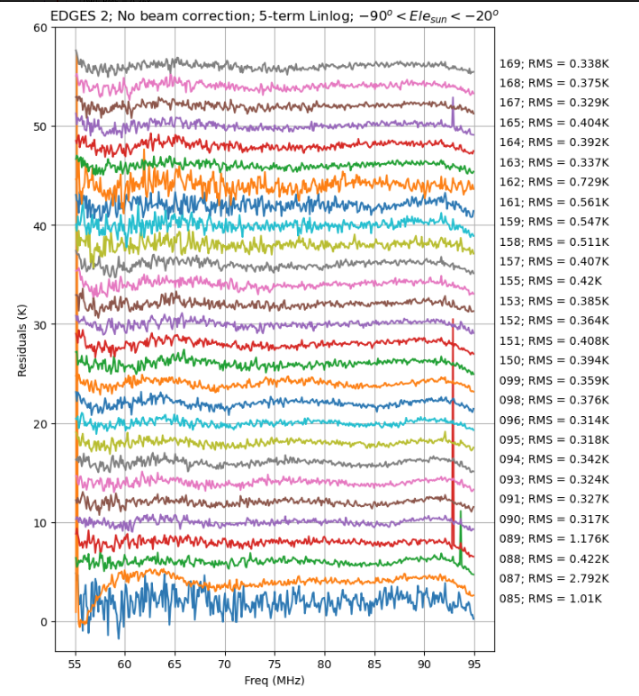 EDGES 2; No beam correction; 5-term Linlog; −90° < Ele_sun < −20°
60
50
40
30
20
10
0
Residuals (K)
169; RMS = 0.338K
168; RMS = 0.375K
167; RMS = 0.329K
165; RMS = 0.404K
164; RMS = 0.392K
163; RMS = 0.337K
162; RMS = 0.729K
161; RMS = 0.561K
159; RMS = 0.547K
158; RMS = 0.511K
157; RMS = 0.407K
155; RMS = 0.42K
153; RMS = 0.385K
152; RMS = 0.364K
151; RMS = 0.408K
150; RMS = 0.394K
099; RMS = 0.359K
098; RMS = 0.376K
096; RMS = 0.314K
095; RMS = 0.318K
094; RMS = 0.342K
093; RMS = 0.324K
091; RMS = 0.327K
090; RMS = 0.317K
089; RMS = 1.176K
088; RMS = 0.422K
087; RMS = 2.792K
085; RMS = 1.01K
55 60 65 70 75 80 85 90 95
Freq (MHz)